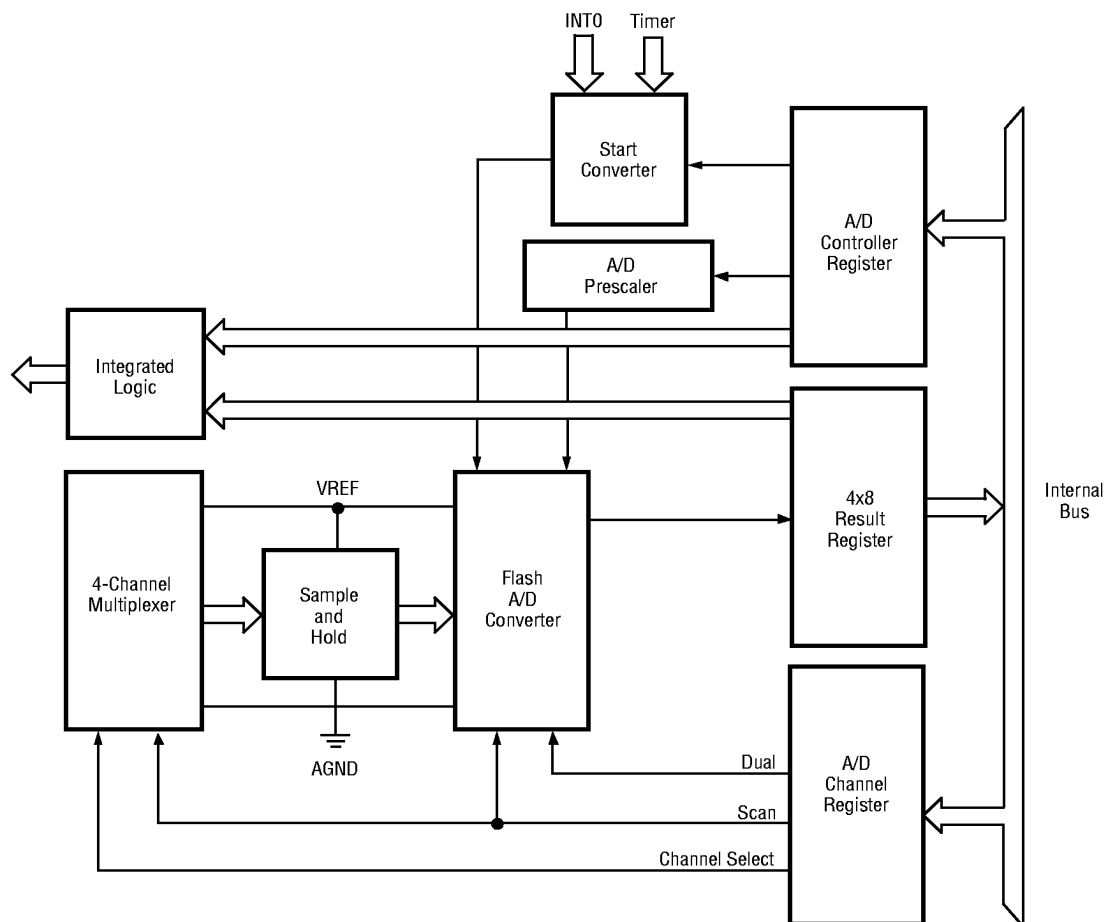 INT0
Timer
Start
Converter
A/D
Controller
Register
A/D
Prescaler
Integrated
Logic
VREF
4-Channel
Multiplexer
Sample
and
Hold
Flash
A/D
Converter
4x8
Result
Register
Internal
Bus
AGND
Dual
Scan
Channel Select
A/D
Channel
Register